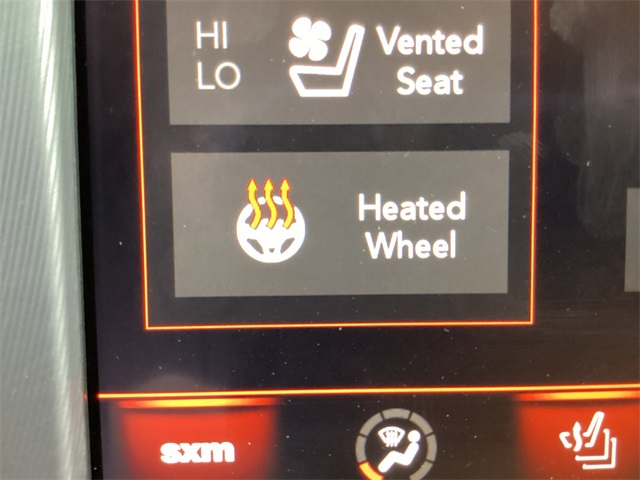 HI
LO
Vented
Seat
Heated
Wheel
sxm